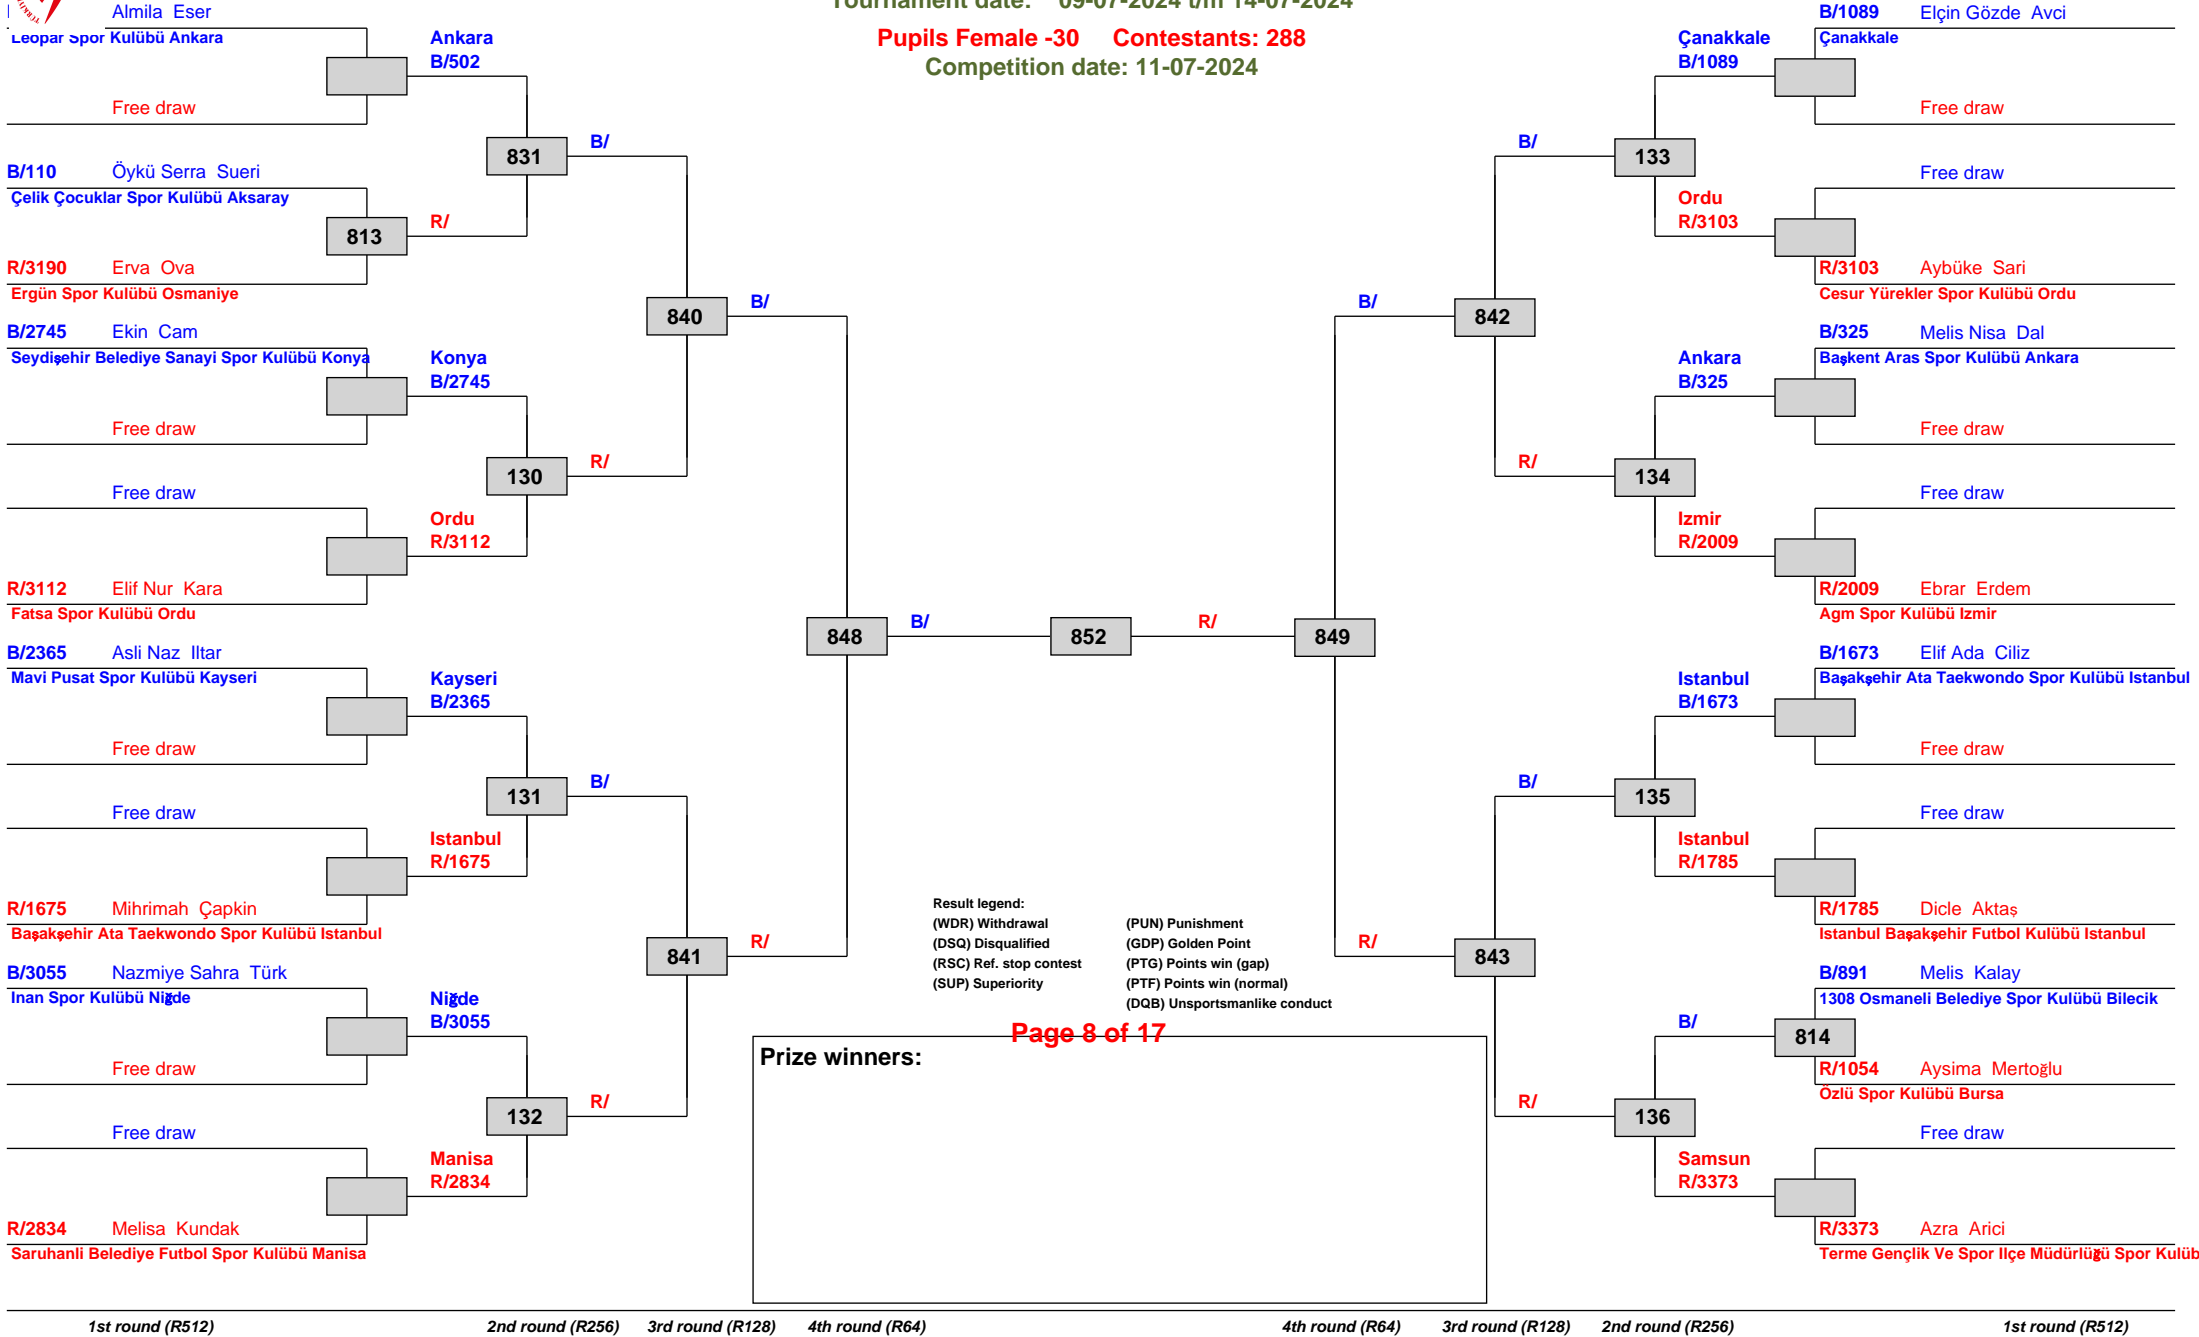 Tournament date: 09-07-2024 t/m 14-07-2024
Pupils Female -30 Contestants: 288
Competition date: 11-07-2024
Almila Eser
Leopar Spor Kulübü Ankara
Free draw
Ankara
B/502
B/110 Öykü Serra Sueri
Çelik Çocuklar Spor Kulübü Aksaray
813
R/3190 Erva Ova
Ergün Spor Kulübü Osmaniye
R/
831
B/
B/2745 Ekin Cam
Seydişehir Belediye Sanayi Spor Kulübü Konya
Free draw
Konya
B/2745
Free draw
R/3112 Elif Nur Kara
Fatsa Spor Kulübü Ordu
Ordu
R/3112
130
R/
840
B/
B/2365 Asli Naz Iltar
Mavi Pusat Spor Kulübü Kayseri
Free draw
Kayseri
B/2365
Free draw
R/1675 Mihrimah Çapkin
Başakşehir Ata Taekwondo Spor Kulübü Istanbul
Istanbul
R/1675
131
B/
B/3055 Nazmiye Sahra Türk
Inan Spor Kulübü Niğde
Free draw
Niğde
B/3055
Free draw
R/2834 Melisa Kundak
Saruhanli Belediye Futbol Spor Kulübü Manisa
Manisa
R/2834
132
R/
841
R/
848
B/
852
R/
849
B/
842
B/
133
Çanakkale
B/1089
B/1089 Elçin Gözde Avci
Çanakkale
Free draw
Free draw
Ordu
R/3103
R/3103 Aybüke Sari
Cesur Yürekler Spor Kulübü Ordu
R/
134
Ankara
B/325
B/325 Melis Nisa Dal
Başkent Aras Spor Kulübü Ankara
Free draw
Free draw
Izmir
R/2009
R/2009 Ebrar Erdem
Agm Spor Kulübü Izmir
R/
843
B/
135
Istanbul
B/1673
B/1673 Elif Ada Ciliz
Başakşehir Ata Taekwondo Spor Kulübü Istanbul
Free draw
Free draw
Istanbul
R/1785
R/1785 Dicle Aktaş
Istanbul Başakşehir Futbol Kulübü Istanbul
R/
136
B/
814
B/891 Melis Kalay
1308 Osmaneli Belediye Spor Kulübü Bilecik
R/1054 Aysima Mertoğlu
Özlü Spor Kulübü Bursa
Free draw
Samsun
R/3373
R/3373 Azra Arici
Terme Gençlik Ve Spor Ilçe Müdürlüğü Spor Kulüb
Result legend:
(WDR) Withdrawal (PUN) Punishment
(DSQ) Disqualified (GDP) Golden Point
(RSC) Ref. stop contest (PTG) Points win (gap)
(SUP) Superiority (PTF) Points win (normal)
(DQB) Unsportsmanlike conduct
Page 8 of 17
Prize winners:
1st round (R512) 2nd round (R256) 3rd round (R128) 4th round (R64) 4th round (R64) 3rd round (R128) 2nd round (R256) 1st round (R512)